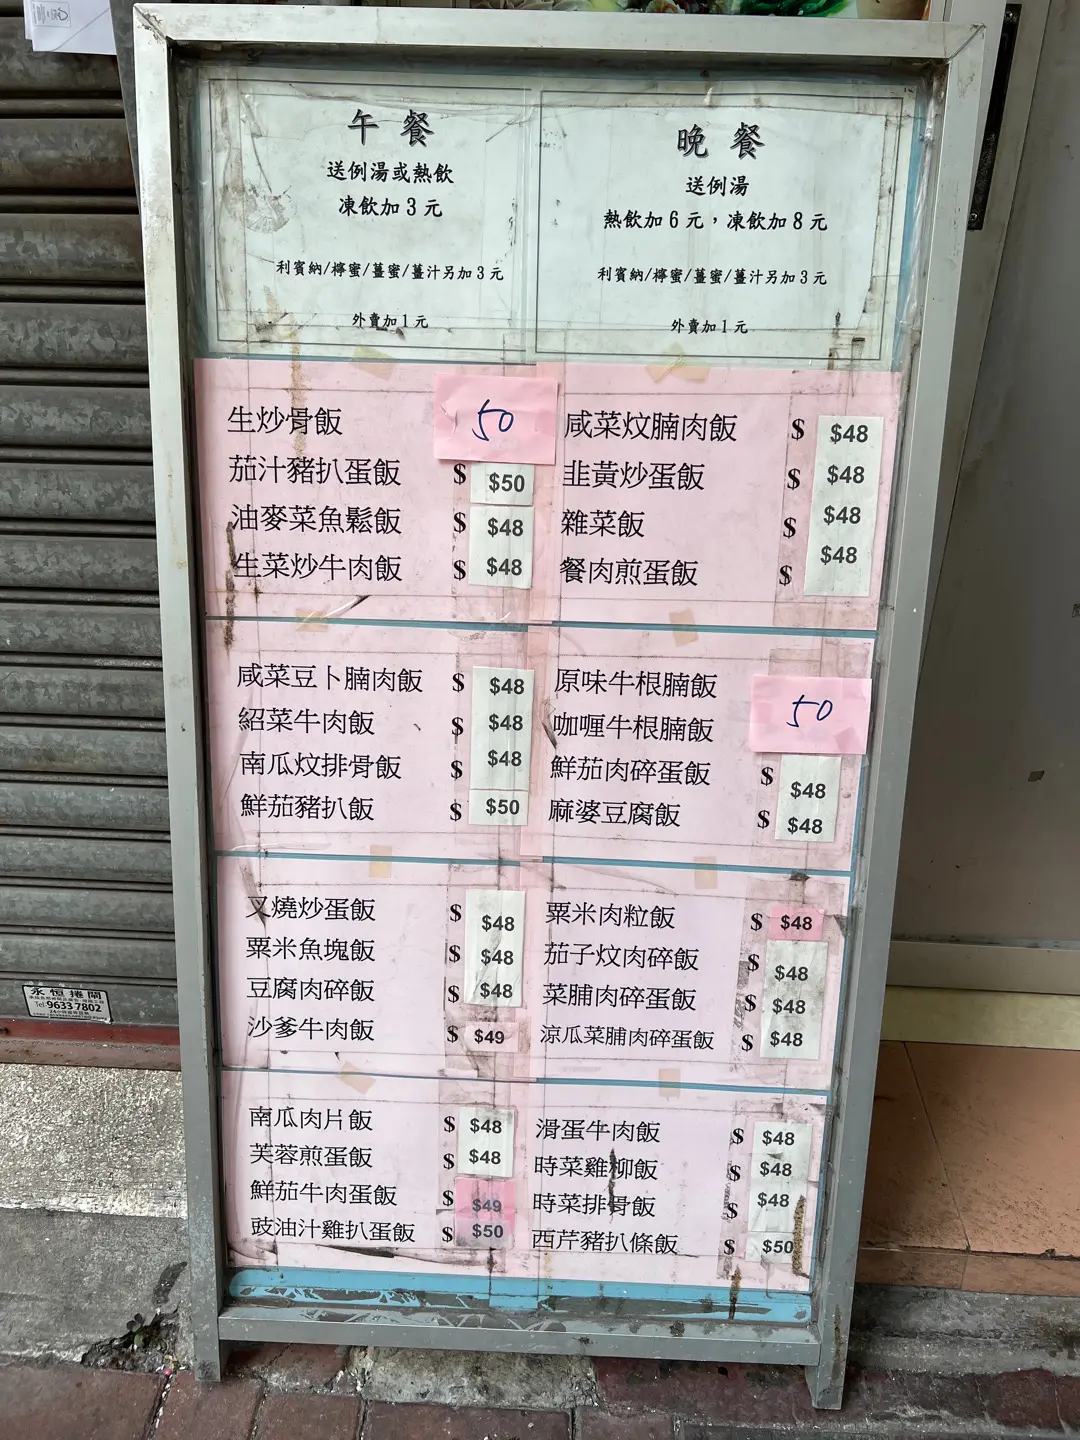 午餐
送例湯或熱飲
凍飲加3元
利賓納/檸蜜/薑蜜/薑汁另加3元
外賣加1元
晚餐
送例湯
熱飲加6元，凍飲加8元
利賓納/檸蜜/薑蜜/薑汁另加3元
外賣加1元
生炒骨飯 50
茄汁豬扒蛋飯 $ $50
油麥菜魚鬆飯 $ $48
生菜炒牛肉飯 $ $48
咸菜炆腩肉飯 $ $48
韭黃炒蛋飯 $ $48
雜菜飯 $ $48
餐肉煎蛋飯 $ $48
咸菜豆卜腩肉飯 $ $48
紹菜牛肉飯 $ $48
南瓜炆排骨飯 $ $48
鮮茄豬扒飯 $ $50
原味牛根腩飯
咖喱牛根腩飯
50
鮮茄肉碎蛋飯 $ $48
麻婆豆腐飯 $ $48
叉燒炒蛋飯 $ $48
粟米魚塊飯 $ $48
豆腐肉碎飯 $ $48
沙爹牛肉飯 $ $49
粟米肉粒飯 $ $48
茄子炆肉碎飯 $ $48
菜脯肉碎蛋飯 $ $48
涼瓜菜脯肉碎蛋飯 $ $48
南瓜肉片飯 $ $48
芙蓉煎蛋飯 $ $48
鮮茄牛肉蛋飯 $ $49
豉油汁雞扒蛋飯 $ $50
滑蛋牛肉飯 $ $48
時菜雞柳飯 $ $48
時菜排骨飯 $ $48
西芹豬扒條飯 $ $50
永恒捲閘
Tel:9633 7802